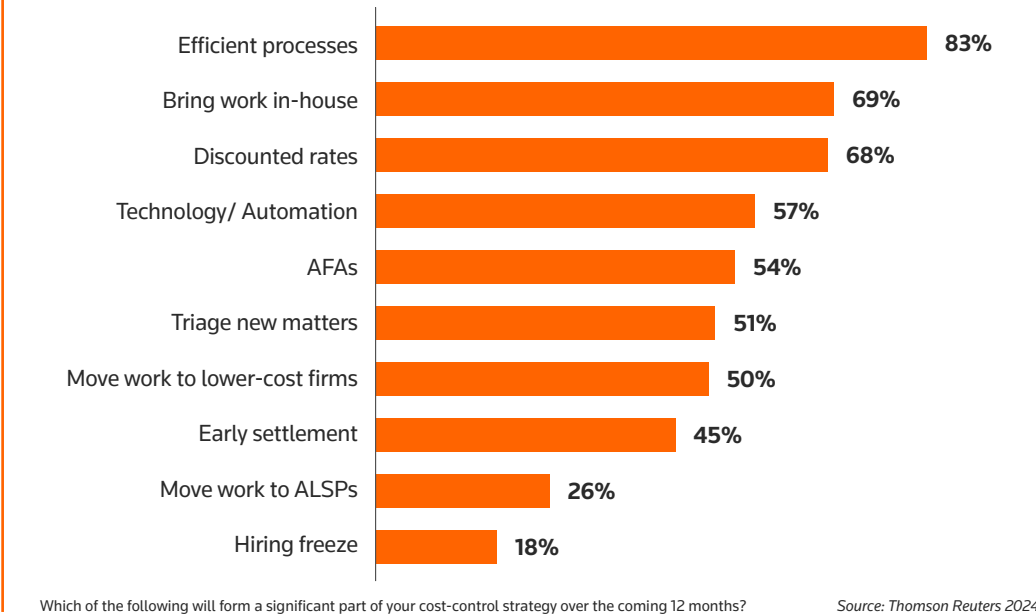 Efficient processes 83%
Bring work in-house 69%
Discounted rates 68%
Technology/ Automation 57%
AFAs 54%
Triage new matters 51%
Move work to lower-cost firms 50%
Early settlement 45%
Move work to ALSPs 26%
Hiring freeze 18%
Which of the following will form a significant part of your cost-control strategy over the coming 12 months? Source: Thomson Reuters 2024